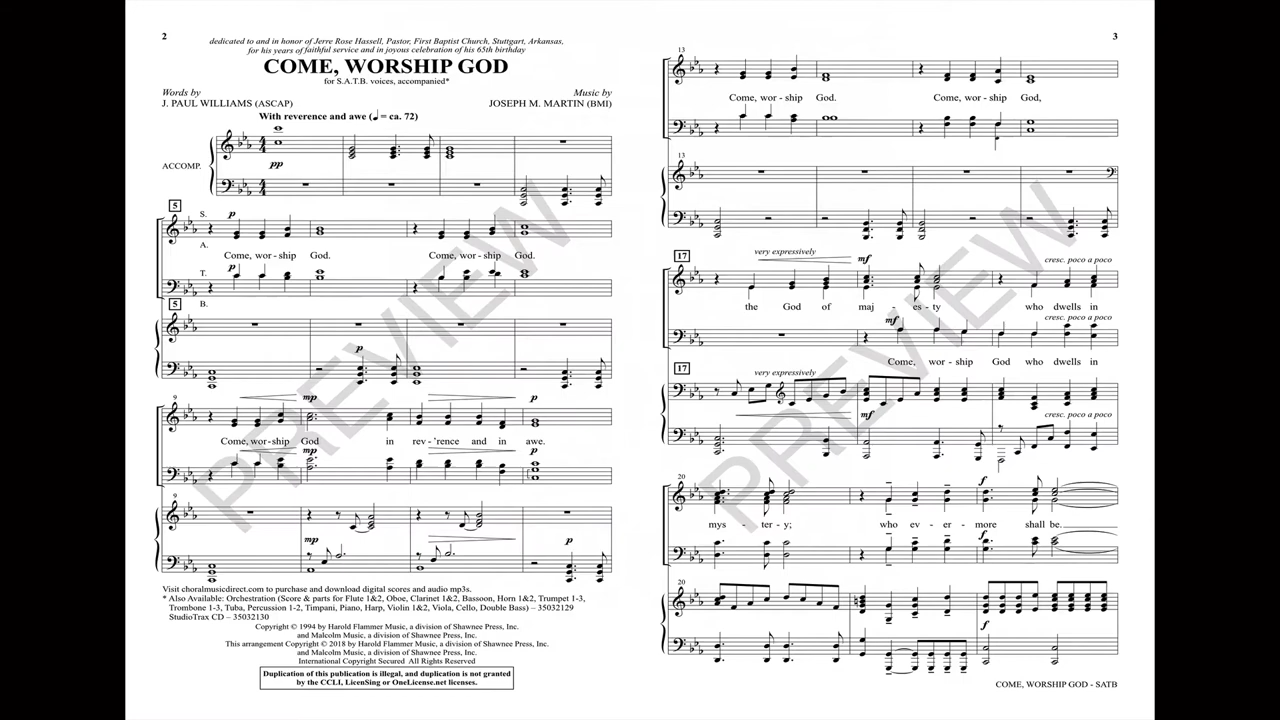 2
dedicated to and in honor of Jerre Rose Hassell, Pastor, First Baptist Church, Stuttgart, Arkansas,
for his years of faithful service and in joyous celebration of his 65th birthday
COME, WORSHIP GOD
for S.A.T.B. voices, accompanied*
Words by
J. PAUL WILLIAMS (ASCAP)
Music by
JOSEPH M. MARTIN (BMI)
With reverence and awe (♩ = ca. 72)
ACCOMP.
pp
5
S. p
A.
Come, wor - ship God. Come, wor - ship God.
T. p
B.
5
p
9
mp p
Come, wor - ship God in rev - 'rence and in awe.
mp p
9
mp
p
PREVIEW
Visit choralmusicdirect.com to purchase and download digital scores and audio mp3s.
* Also Available: Orchestration (Score & parts for Flute 1&2, Oboe, Clarinet 1&2, Bassoon, Horn 1&2, Trumpet 1-3,
Trombone 1-3, Tuba, Percussion 1-2, Timpani, Piano, Harp, Violin 1&2, Viola, Cello, Double Bass) – 35032129
StudioTrax CD – 35032130
Copyright © 1994 by Harold Flammer Music, a division of Shawnee Press, Inc.
and Malcolm Music, a division of Shawnee Press, Inc.
This arrangement Copyright © 2018 by Harold Flammer Music, a division of Shawnee Press, Inc.
and Malcolm Music, a division of Shawnee Press, Inc.
International Copyright Secured All Rights Reserved
Duplication of this publication is illegal, and duplication is not granted
by the CCLI, LicenSing or OneLicense.net licenses.
3
13
Come, wor - ship God. Come, wor - ship God,
13
17
very expressively mf cresc. poco a poco
the God of maj - es - ty who dwells in
mf cresc. poco a poco
Come, wor - ship God who dwells in
17
very expressively
mf
cresc. poco a poco
20
f
mys - ter - y; who ev - er - more shall be.
f
20
f
PREVIEW
COME, WORSHIP GOD - SATB